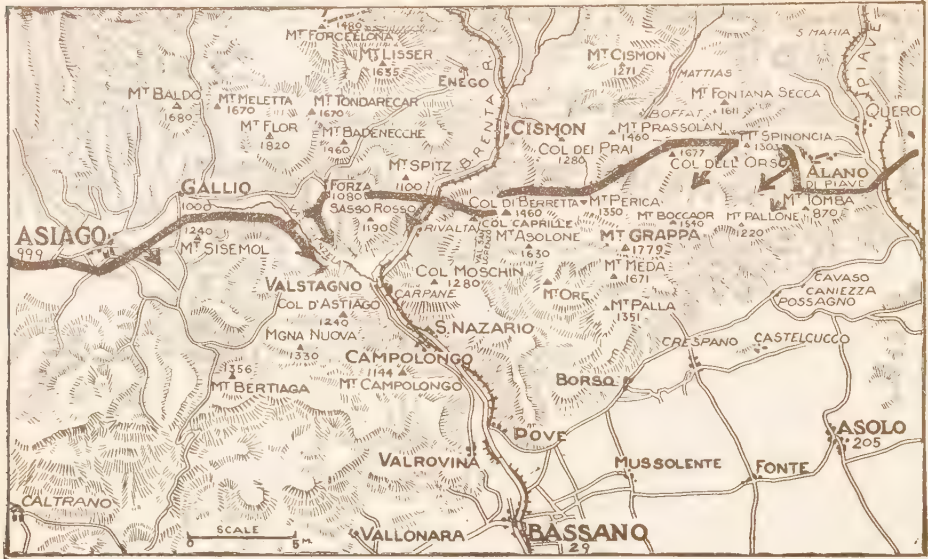 1480
MT FORCELLONA
MT LISSER
1635
ENEGO
BRENTA R.
MT CISMON
1271
MATTIAS
S. MARIA
PIAVE
QUERO
MT BALDO
1680
MT MELETTA
1670
MT TONDARECAR
1670
MT FLOR
1820
MT BADENECCHE
1460
CISMON
COL DEI PRAI
1280
MT PRASSOLAN
1460
BOFFAT
MT FONTANA SECCA
1611
MT SPINONCIA
1303
1677
COL DELL' ORSO
ALANO
DI PIAVE
MT TOMBA
870
MT SPITZ
1100
GALLIO
1000
FORZA
1080
SASSO ROSSO
1190
RIVALTA
COL DI BERRETTA
1460
COL CAPRILLE
MT PERICA
1350
MT BOCCAOR
1540
MT PALLONE
1220
MT ASOLONE
1630
MT GRAPPA
1779
ASIAGO
999
1240
MT SISEMOL
VALSTAGNO
COL D'ASTIAGO
1240
CARPANE
COL MOSCHIN
1280
MT ORE
MT MEDA
1671
MT PALLA
1351
CAVASO
CANIEZZA
POSSAGNO
MGNA NUOVA
1330
S. NAZARIO
CAMPOLONGO
1144
MT CAMPOLONGO
1356
MT BERTIAGA
CRESPANO
CASTELCUCCO
BORSO
POVE
ASOLO
205
VALROVINA
MUSSOLENTE
FONTE
CALTRANO
SCALE
0 5 M.
VALLONARA
BASSANO
29